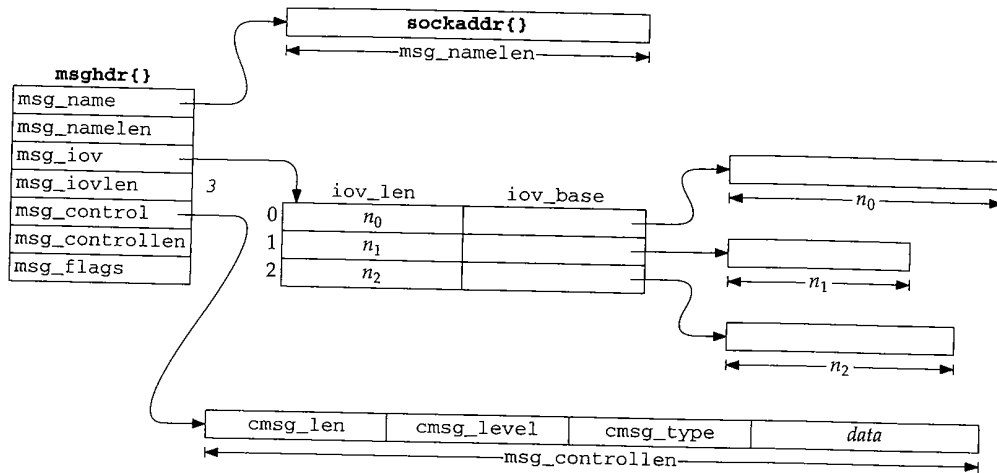 sockaddr{}
msg_namelen
msghdr{}
msg_name
msg_namelen
msg_iov
msg_iovlen 3
msg_control
msg_controllen
msg_flags
iov_len iov_base
0 n₀
1 n₁
2 n₂
n₀
n₁
n₂
cmsg_len cmsg_level cmsg_type data
msg_controllen